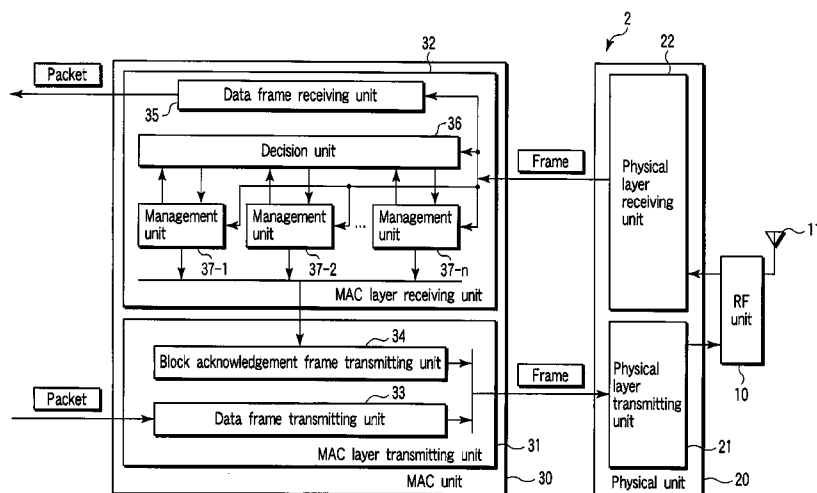 2
32
22
Packet
Data frame receiving unit
35
36
Decision unit
Frame
Physical
layer
receiving
unit
Management
unit
Management
unit
...
Management
unit
11
37-1
37-2
37-n
MAC layer receiving unit
RF
unit
34
Block acknowledgement frame transmitting unit
Packet
33
Frame
Physical
layer
transmitting
unit
10
Data frame transmitting unit
MAC layer transmitting unit
31
21
MAC unit
30
Physical unit
20